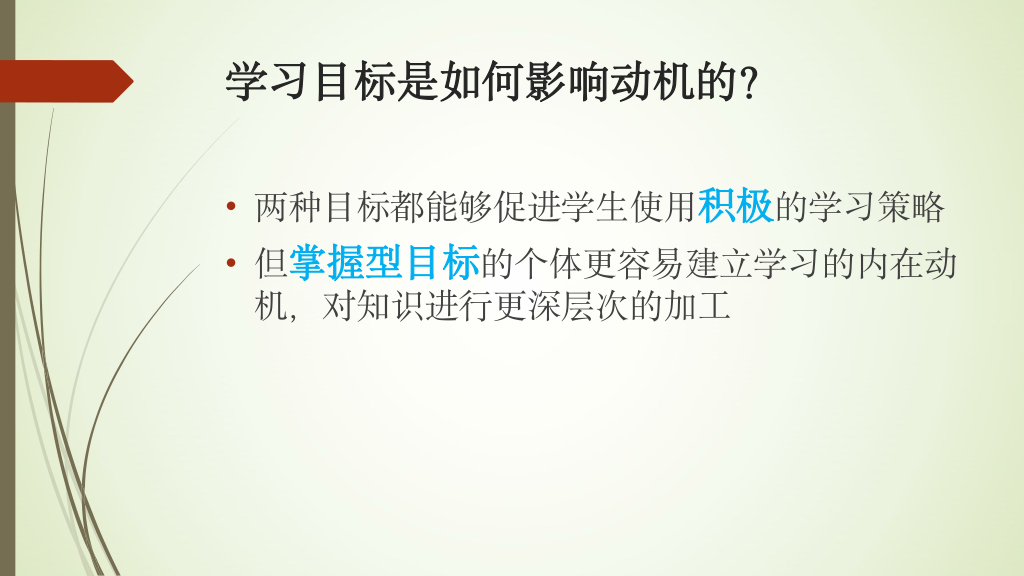 学习目标是如何影响动机的?
• 两种目标都能够促进学生使用积极的学习策略
• 但掌握型目标的个体更容易建立学习的内在动
机，对知识进行更深层次的加工